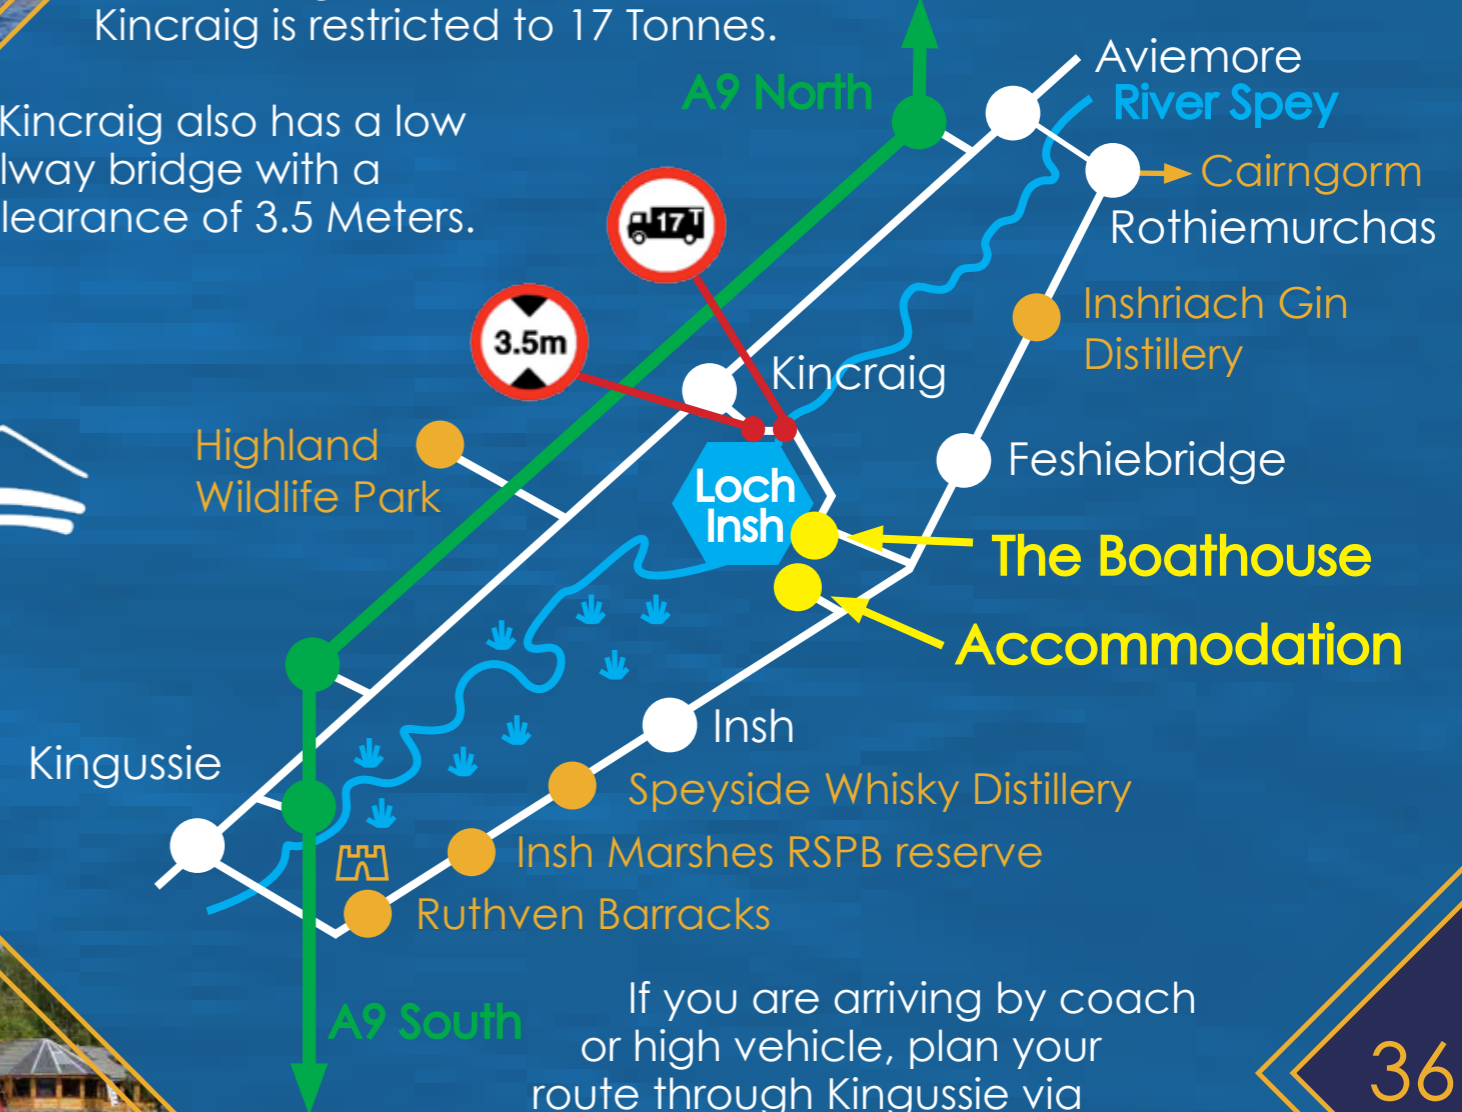 Kincraig is restricted to 17 Tonnes.
Kincraig also has a low
lway bridge with a
learance of 3.5 Meters.
A9 North
Aviemore
River Spey
Cairngorm
Rothiemurchas
17 T
3.5m
Inshriach Gin
Distillery
Kincraig
Highland
Wildlife Park
Feshiebridge
Loch
Insh
The Boathouse
Accommodation
Insh
Kingussie
Speyside Whisky Distillery
Insh Marshes RSPB reserve
Ruthven Barracks
A9 South
If you are arriving by coach
or high vehicle, plan your
route through Kingussie via
36